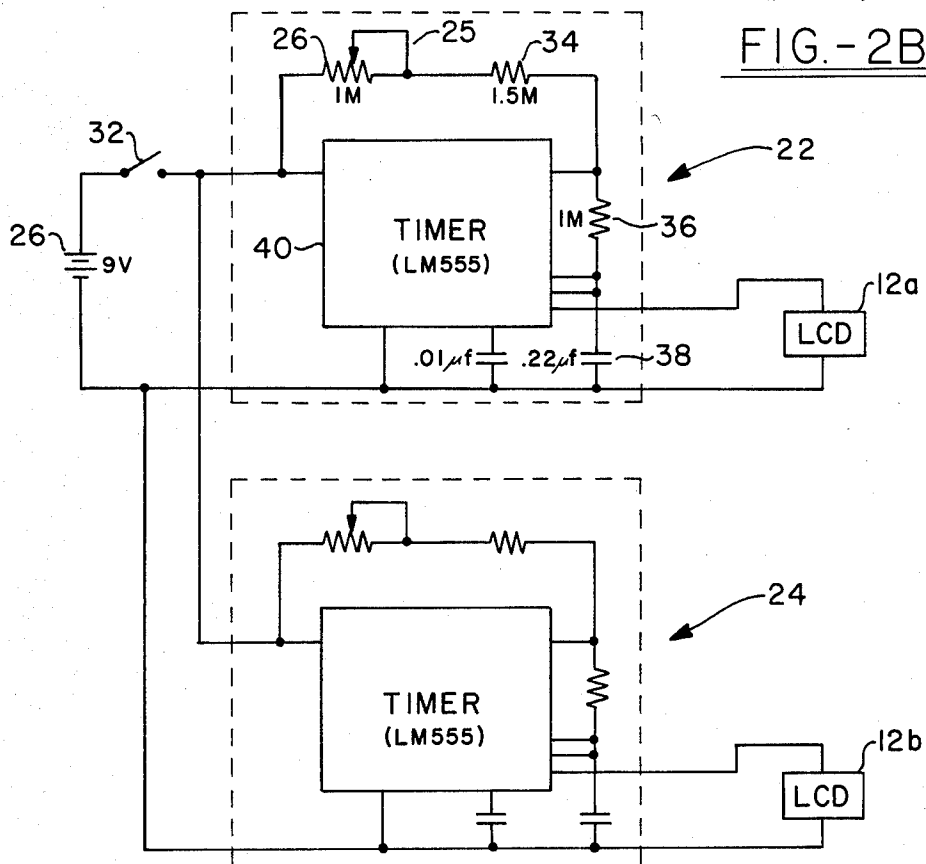 FIG.-2B
26
25
34
1M
1.5M
32
22
26
9V
40
TIMER
(LM555)
1M
36
12a
LCD
.01μf
.22μf
38
24
TIMER
(LM555)
12b
LCD